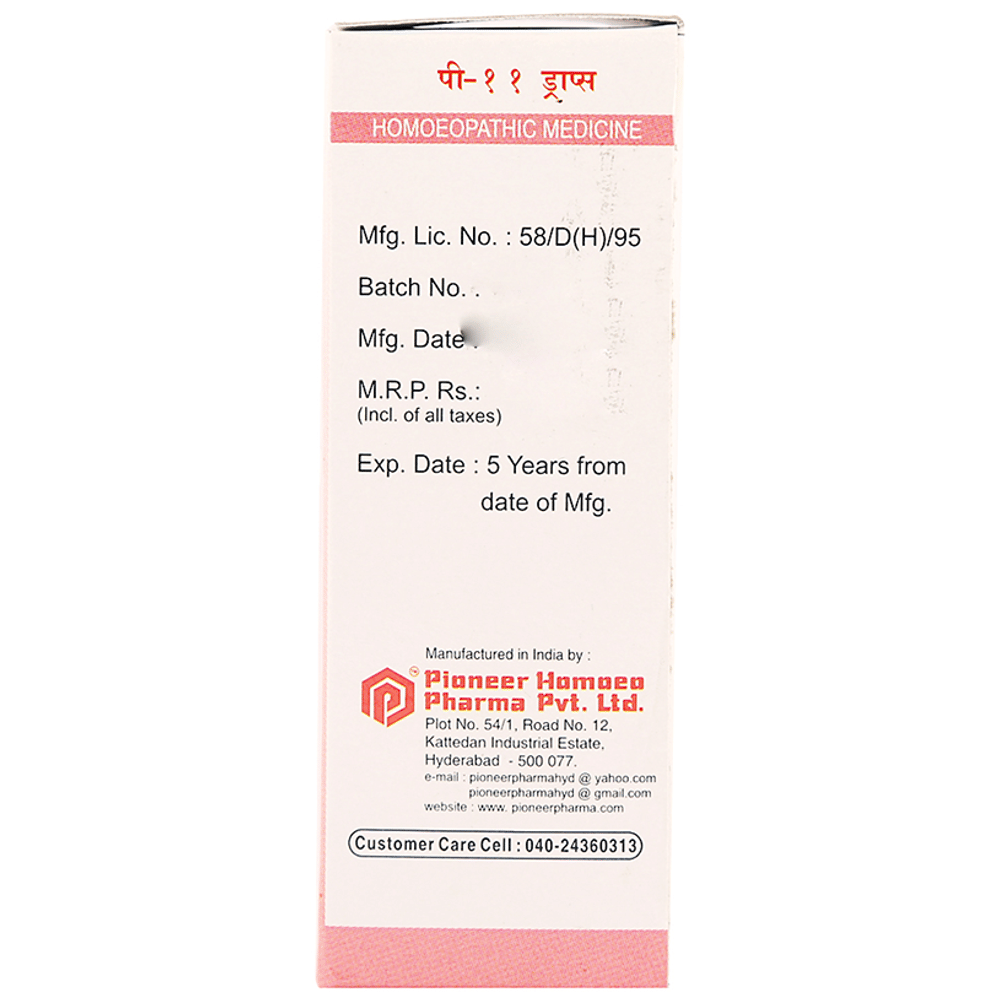 पी-१ १ ड्राप्स
HOMOEOPATHIC MEDICINE
Mfg. Lic. No. : 58/D(H)/95
Batch No. .
Mfg. Date
M.R.P. Rs.:
(Incl. of all taxes)
Exp. Date : 5 Years from
date of Mfg.
Manufactured in India by :
Pioneer Homoeo
Pharma Pvt. Ltd.
Plot No. 54/1, Road No. 12,
Kattedan Industrial Estate,
Hyderabad - 500 077.
e-mail : pioneerpharmahyd @ yahoo.com
pioneerpharmahyd @ gmail.com
website : www. pioneerpharma.com
Customer Care Cell : 040-24360313